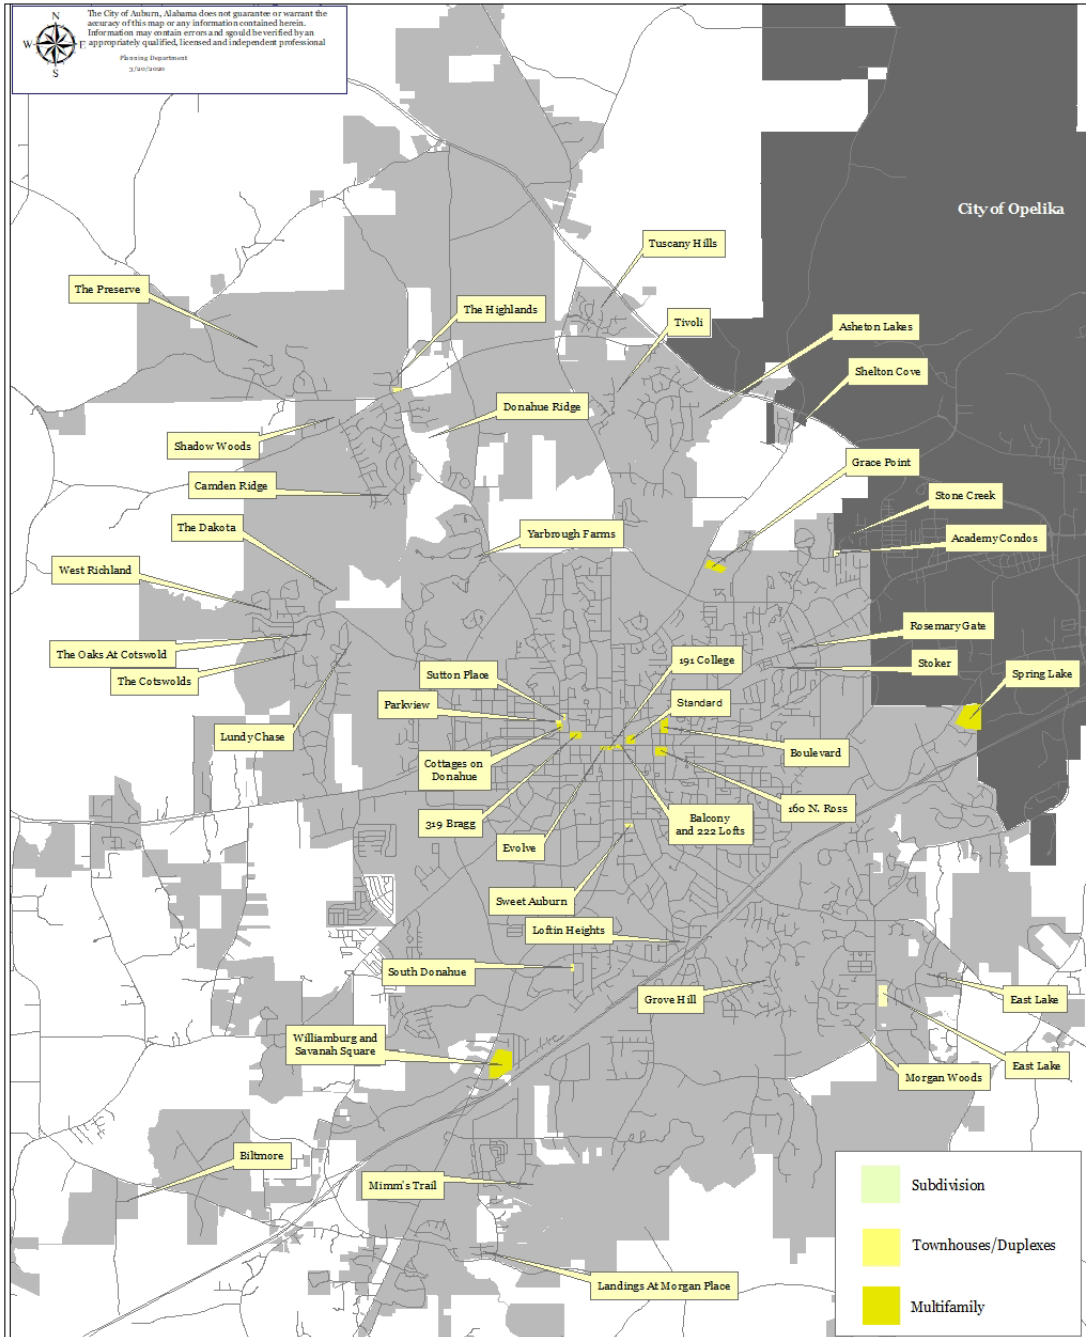 The City of Auburn, Alabama does not guarantee or warrant the
accuracy of this map or any information contained herein.
Information may contain errors and sgould be verified by an
appropriately qualified, licensed and independent professional
Planning Department
3/20/2020
N
W
E
S
City of Opelika
Tuscany Hills
The Preserve
The Highlands
Tivoli
Asheton Lakes
Shelton Cove
Donahue Ridge
Shadow Woods
Grace Point
Camden Ridge
Stone Creek
The Dakota
Yarbrough Farms
Academy Condos
West Richland
Rosemary Gate
The Oaks At Cotswold
191 College
Stoker
Sutton Place
Spring Lake
The Cotswolds
Parkview
Standard
Lundy Chase
Boulevard
Cottages on
Donahue
160 N. Ross
319 Bragg
Balcony
and 222 Lofts
Evolve
Sweet Auburn
Loftin Heights
South Donahue
Grove Hill
East Lake
Williamburg and
Savanah Square
East Lake
Morgan Woods
Biltmore
Mimm's Trail
Landings At Morgan Place
Subdivision
Townhouses/Duplexes
Multifamily